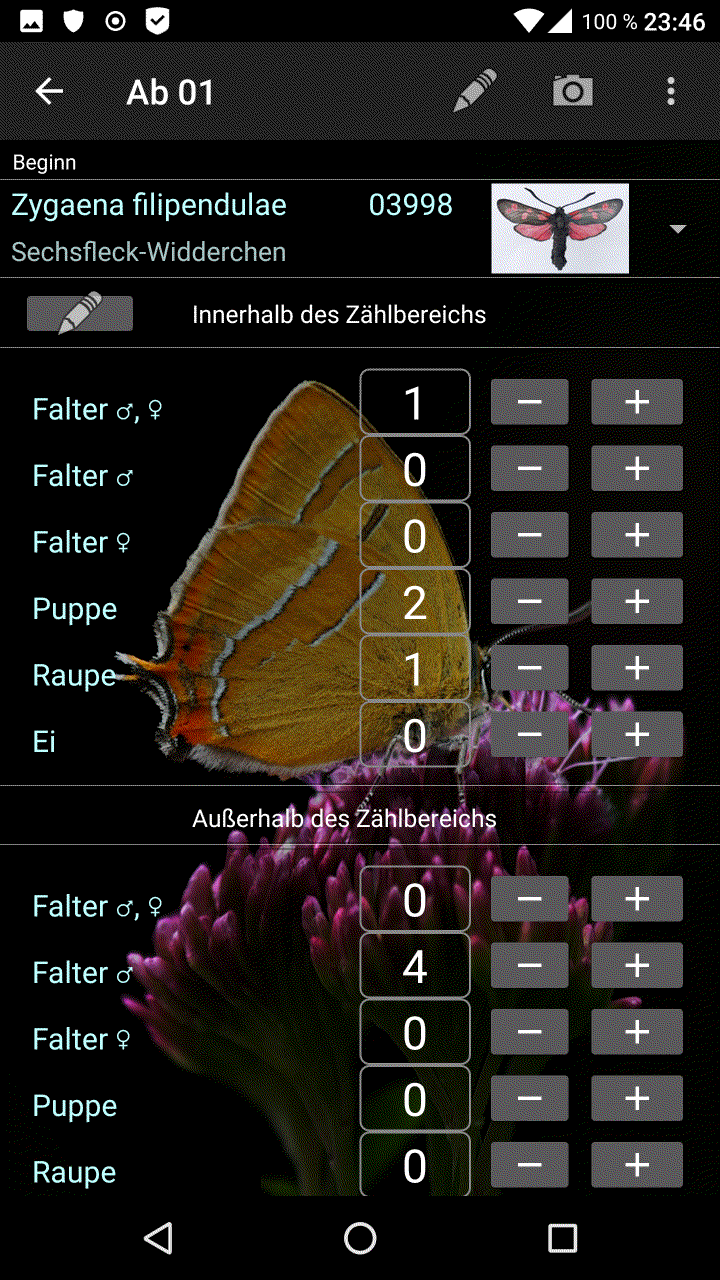 100 % 23:46
Ab 01
Beginn
Zygaena filipendulae 03998
Sechsfleck-Widderchen
Innerhalb des Zählbereichs
Falter ♂, ♀ 1 − +
Falter ♂ 0 − +
Falter ♀ 0 − +
Puppe 2 − +
Raupe 1 − +
Ei 0 − +
Außerhalb des Zählbereichs
Falter ♂, ♀ 0 − +
Falter ♂ 4 − +
Falter ♀ 0 − +
Puppe 0 − +
Raupe 0 − +